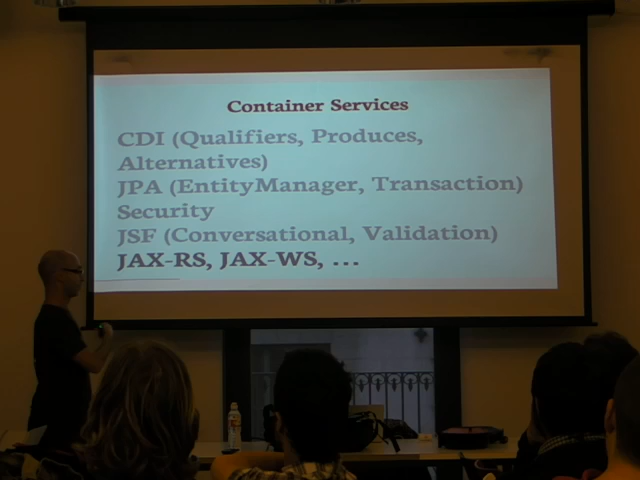 Container Services
CDI (Qualifiers, Produces,
Alternatives)
JPA (EntityManager, Transaction)
Security
JSF (Conversational, Validation)
JAX-RS, JAX-WS, ...